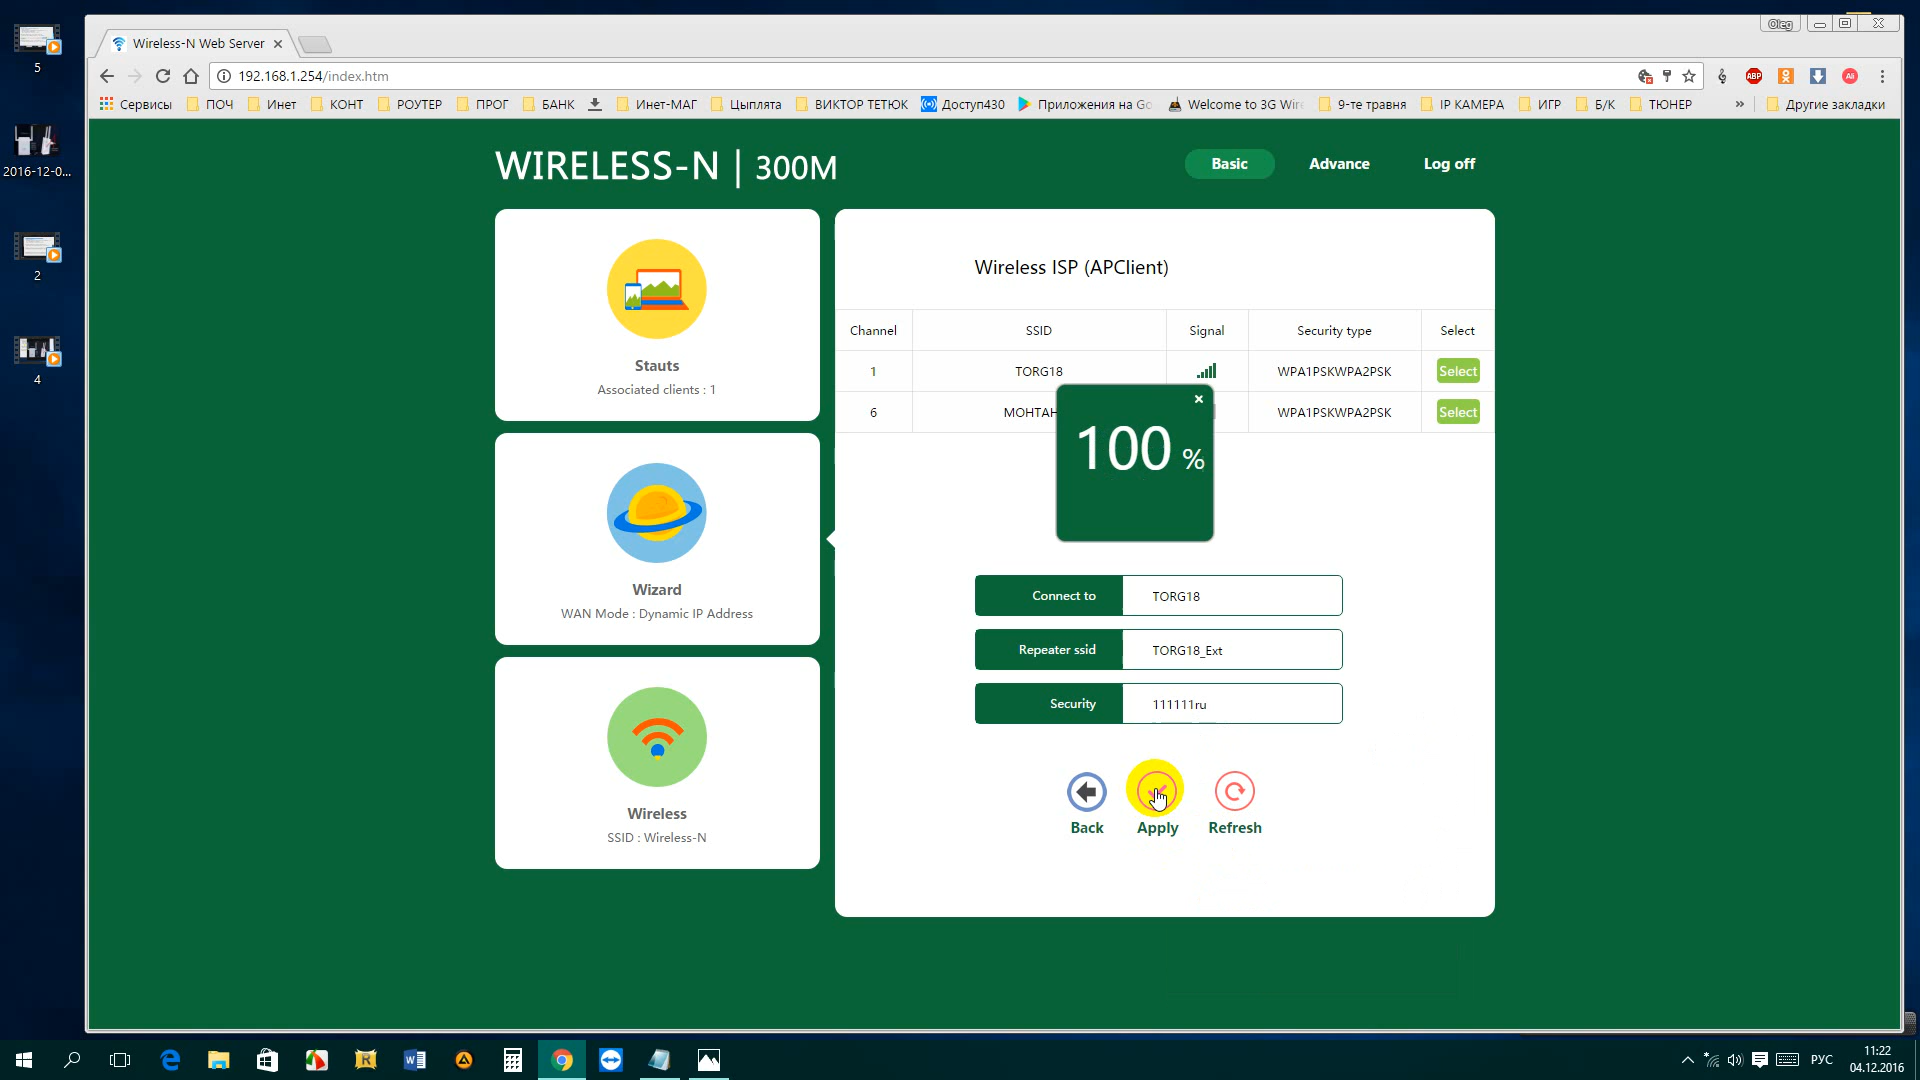 5
2016-12-0...
2
4
Wireless-N Web Server
Oleg
192.168.1.254/index.htm
ABP
Сервисы ПОЧ Инет КОНТ РОУТЕР ПРОГ БАНК Инет-МАГ Цыплята ВИКТОР ТЕТЮК Доступ430 Приложения на Go Welcome to 3G Wire 9-те травня IP КАМЕРА ИГР Б/К ТЮНЕР » Другие закладки
WIRELESS-N | 300M
Basic Advance Log off
Stauts
Associated clients : 1
Wizard
WAN Mode : Dynamic IP Address
Wireless
SSID : Wireless-N
Wireless ISP (APClient)
Channel SSID Signal Security type Select
1 TORG18 WPA1PSKWPA2PSK Select
6 МОНТАН WPA1PSKWPA2PSK Select
100 %
Connect to TORG18
Repeater ssid TORG18_Ext
Security 111111ru
Back Apply Refresh
РУС
11:22
04.12.2016